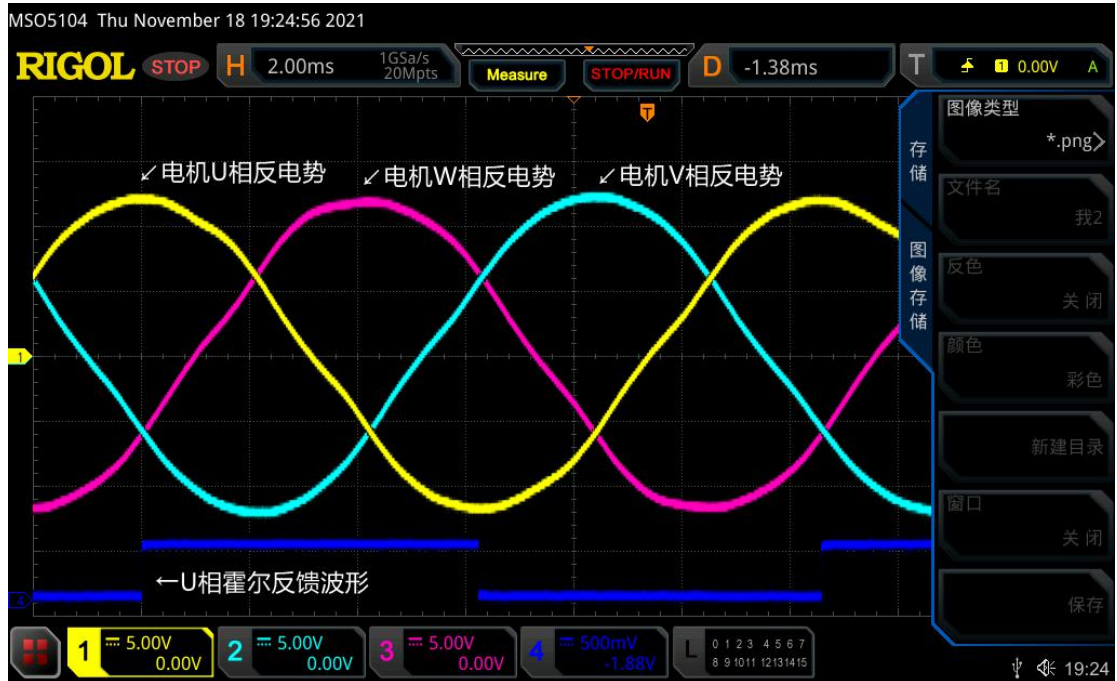 MSO5104 Thu November 18 19:24:56 2021
RIGOL STOP H 2.00ms 1GSa/s 20Mpts Measure STOP/RUN D -1.38ms T 1 0.00V A
T
↙电机U相反电势 ↙电机W相反电势 ↙电机V相反电势
1
←U相霍尔反馈波形
4
存储
图像存储
图像类型
*.png
文件名
我2
反色
关闭
颜色
彩色
新建目录
窗口
关闭
保存
1 5.00V 0.00V
2 5.00V 0.00V
3 5.00V 0.00V
4 500mV -1.88V
L 0 1 2 3 4 5 6 7
8 9 10 11 12 13 14 15
19:24